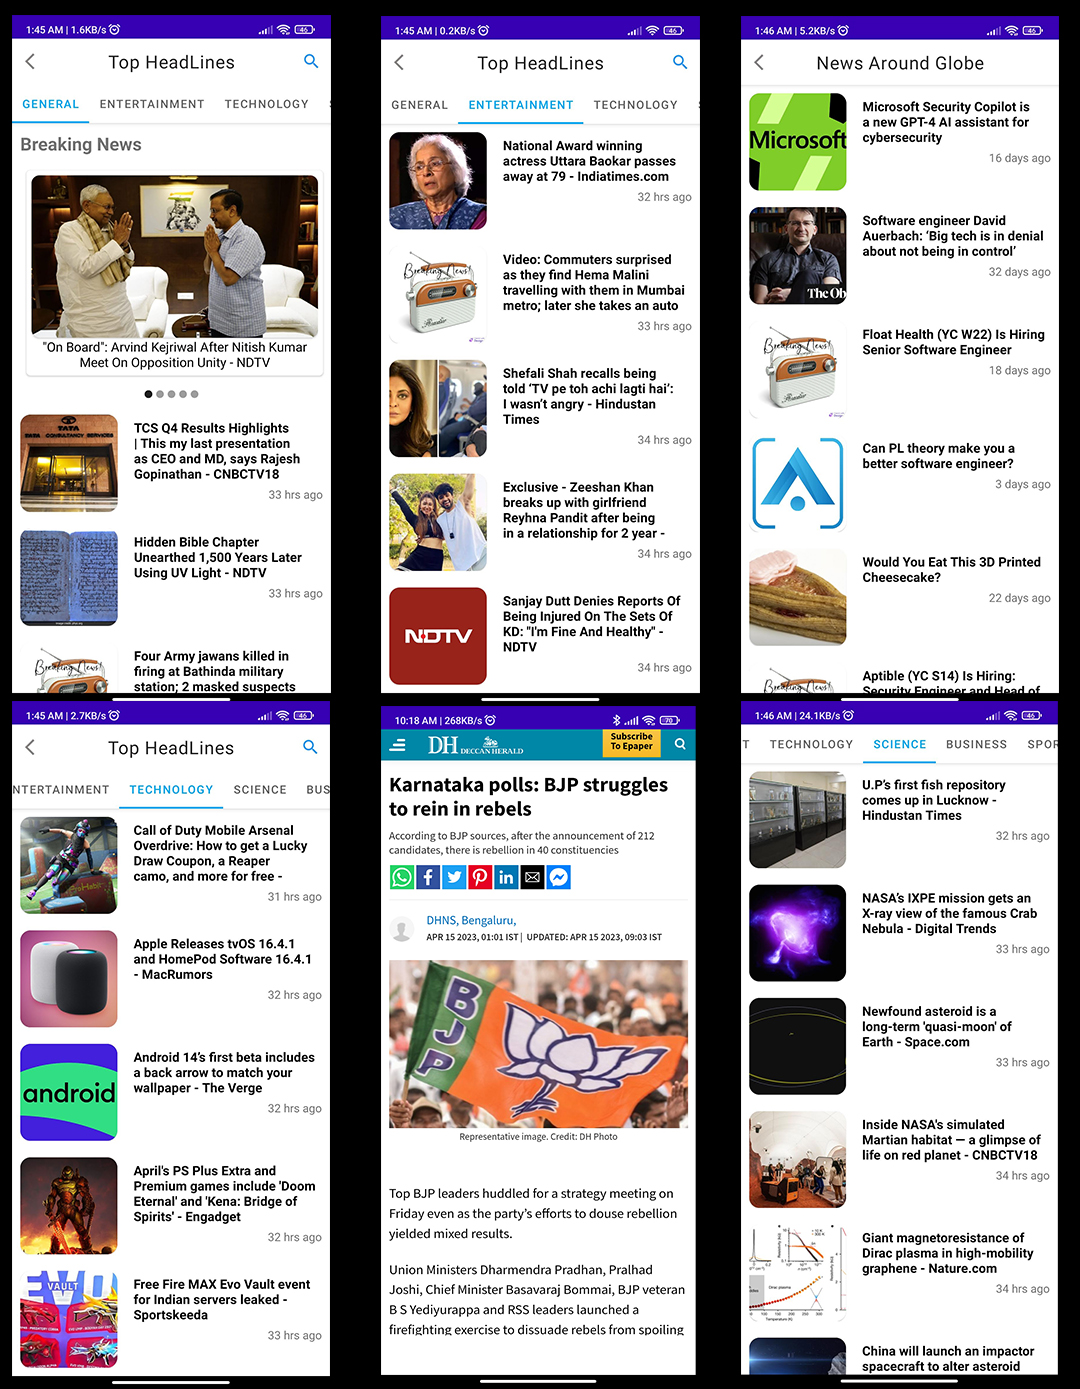 1:45 AM | 1.6KB/s
46
Top HeadLines
GENERAL ENTERTAINMENT TECHNOLOGY
Breaking News
"On Board": Arvind Kejriwal After Nitish Kumar
Meet On Opposition Unity - NDTV
TATA
TATA CONSULTANCY SERVICES
TCS Q4 Results Highlights
| This my last presentation
as CEO and MD, says Rajesh
Gopinathan - CNBCTV18
33 hrs ago
Hidden Bible Chapter
Unearthed 1,500 Years Later
Using UV Light - NDTV
33 hrs ago
Breaking News!
Four Army jawans killed in
firing at Bathinda military
station; 2 masked suspects
1:45 AM | 0.2KB/s
46
Top HeadLines
GENERAL ENTERTAINMENT TECHNOLOGY
National Award winning
actress Uttara Baokar passes
away at 79 - Indiatimes.com
32 hrs ago
Breaking News!
Video: Commuters surprised
as they find Hema Malini
travelling with them in Mumbai
metro; later she takes an auto
33 hrs ago
Shefali Shah recalls being
told ‘TV pe toh achi lagti hai’:
I wasn’t angry - Hindustan
Times
34 hrs ago
Exclusive - Zeeshan Khan
breaks up with girlfriend
Reyhna Pandit after being
in a relationship for 2 year -
34 hrs ago
NDTV
Sanjay Dutt Denies Reports Of
Being Injured On The Sets Of
KD: "I'm Fine And Healthy" -
NDTV
34 hrs ago
1:46 AM | 5.2KB/s
46
News Around Globe
Microsoft
Microsoft Security Copilot is
a new GPT-4 AI assistant for
cybersecurity
16 days ago
The Ob
Software engineer David
Auerbach: ‘Big tech is in denial
about not being in control’
32 days ago
Breaking News!
Float Health (YC W22) Is Hiring
Senior Software Engineer
18 days ago
Can PL theory make you a
better software engineer?
3 days ago
Would You Eat This 3D Printed
Cheesecake?
22 days ago
Breaking News!
Aptible (YC S14) Is Hiring:
Security Engineer and Head of
1:45 AM | 2.7KB/s
46
Top HeadLines
NTERTAINMENT TECHNOLOGY SCIENCE BUS
Call of Duty Mobile Arsenal
Overdrive: How to get a Lucky
Draw Coupon, a Reaper
camo, and more for free -
31 hrs ago
Apple Releases tvOS 16.4.1
and HomePod Software 16.4.1
- MacRumors
32 hrs ago
android
Android 14’s first beta includes
a back arrow to match your
wallpaper - The Verge
32 hrs ago
April's PS Plus Extra and
Premium games include 'Doom
Eternal' and 'Kena: Bridge of
Spirits' - Engadget
32 hrs ago
VAULT
Free Fire MAX Evo Vault event
for Indian servers leaked -
Sportskeeda
33 hrs ago
10:18 AM | 268KB/s
70
DH DECCAN HERALD
Subscribe
To Epaper
Karnataka polls: BJP struggles
to rein in rebels
According to BJP sources, after the announcement of 212
candidates, there is rebellion in 40 constituencies
DHNS, Bengaluru,
APR 15 2023, 01:01 IST | UPDATED: APR 15 2023, 09:03 IST
BJP
Representative image. Credit: DH Photo
Top BJP leaders huddled for a strategy meeting on
Friday even as the party’s efforts to douse rebellion
yielded mixed results.
Union Ministers Dharmendra Pradhan, Pralhad
Joshi, Chief Minister Basavaraj Bommai, BJP veteran
B S Yediyurappa and RSS leaders launched a
firefighting exercise to dissuade rebels from spoiling
1:46 AM | 24.1KB/s
46
T TECHNOLOGY SCIENCE BUSINESS SPOR
U.P’s first fish repository
comes up in Lucknow -
Hindustan Times
32 hrs ago
NASA’s IXPE mission gets an
X-ray view of the famous Crab
Nebula - Digital Trends
33 hrs ago
Newfound asteroid is a
long-term 'quasi-moon' of
Earth - Space.com
33 hrs ago
Inside NASA's simulated
Martian habitat — a glimpse of
life on red planet - CNBCTV18
34 hrs ago
Giant magnetoresistance of
Dirac plasma in high-mobility
graphene - Nature.com
34 hrs ago
China will launch an impactor
spacecraft to alter asteroid